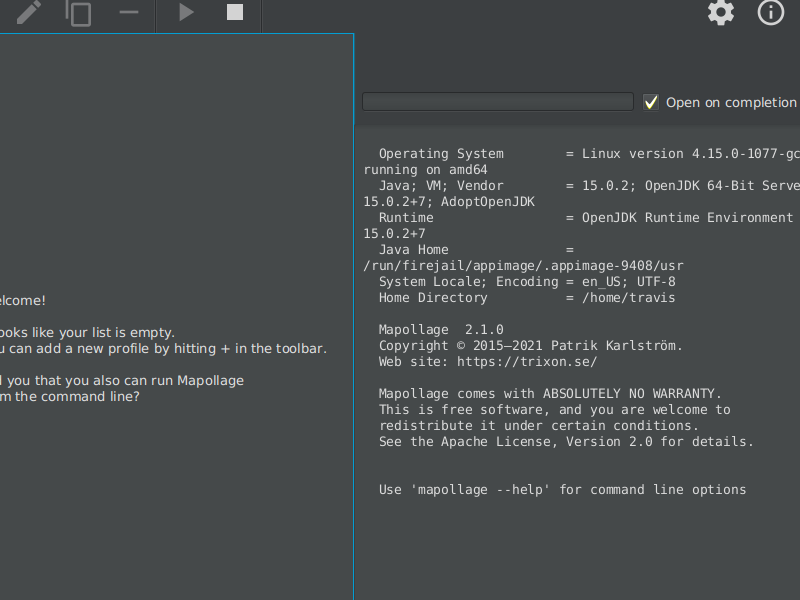 Open on completion
elcome!
ooks like your list is empty.
u can add a new profile by hitting + in the toolbar.
d you that you also can run Mapollage
m the command line?
Operating System = Linux version 4.15.0-1077-gc
running on amd64
Java; VM; Vendor = 15.0.2; OpenJDK 64-Bit Serve
15.0.2+7; AdoptOpenJDK
Runtime = OpenJDK Runtime Environment
15.0.2+7
Java Home =
/run/firejail/appimage/.appimage-9408/usr
System Locale; Encoding = en_US; UTF-8
Home Directory = /home/travis
Mapollage 2.1.0
Copyright © 2015–2021 Patrik Karlström.
Web site: https://trixon.se/
Mapollage comes with ABSOLUTELY NO WARRANTY.
This is free software, and you are welcome to
redistribute it under certain conditions.
See the Apache License, Version 2.0 for details.
Use 'mapollage --help' for command line options